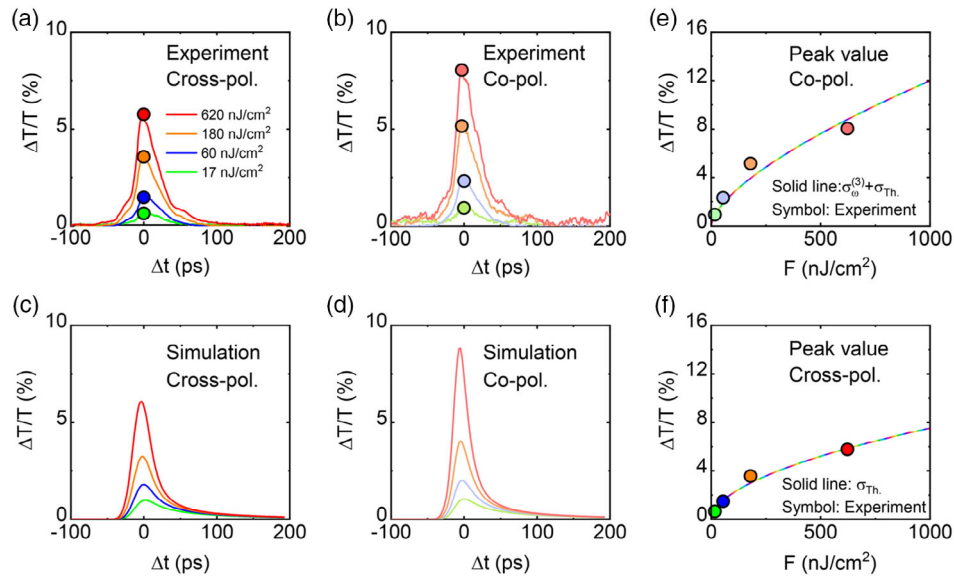 (a)
10
5
0
ΔT/T (%)
Experiment
Cross-pol.
620 nJ/cm²
180 nJ/cm²
60 nJ/cm²
17 nJ/cm²
-100 0 100 200
Δt (ps)
(b)
10
5
0
ΔT/T (%)
Experiment
Co-pol.
-100 0 100 200
Δt (ps)
(e)
16
12
8
4
0
ΔT/T (%)
Peak value
Co-pol.
Solid line:σω⁽³⁾+σTh.
Symbol: Experiment
0 500 1000
F (nJ/cm²)
(c)
10
5
0
ΔT/T (%)
Simulation
Cross-pol.
-100 0 100 200
Δt (ps)
(d)
10
5
0
ΔT/T (%)
Simulation
Co-pol.
-100 0 100 200
Δt (ps)
(f)
16
12
8
4
0
ΔT/T (%)
Peak value
Cross-pol.
Solid line: σTh.
Symbol: Experiment
0 500 1000
F (nJ/cm²)